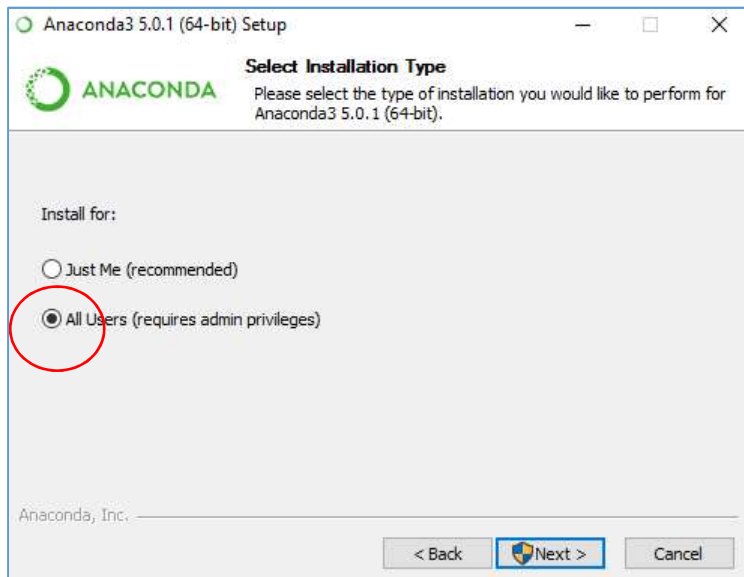 Anaconda3 5.0.1 (64-bit) Setup
ANACONDA
Select Installation Type
Please select the type of installation you would like to perform for
Anaconda3 5.0.1 (64-bit).
Install for:
Just Me (recommended)
All Users (requires admin privileges)
Anaconda, Inc.
< Back
Next >
Cancel